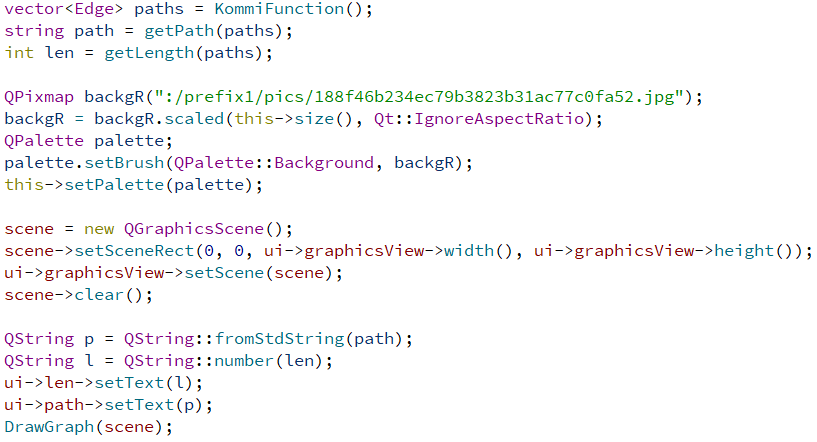 vector<Edge> paths = KommiFunction();
string path = getPath(paths);
int len = getLength(paths);

QPixmap backgR(":/prefix1/pics/188f46b234ec79b3823b31ac77c0fa52.jpg");
backgR = backgR.scaled(this->size(), Qt::IgnoreAspectRatio);
QPalette palette;
palette.setBrush(QPalette::Background, backgR);
this->setPalette(palette);

scene = new QGraphicsScene();
scene->setSceneRect(0, 0, ui->graphicsView->width(), ui->graphicsView->height());
ui->graphicsView->setScene(scene);
scene->clear();

QString p = QString::fromStdString(path);
QString l = QString::number(len);
ui->len->setText(l);
ui->path->setText(p);
DrawGraph(scene);